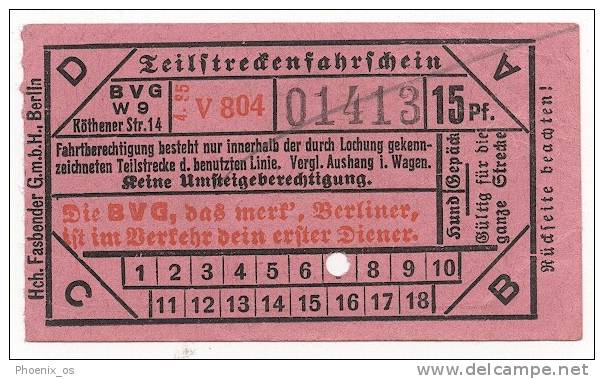 Teilstreckenfahrschein
D
A
BVG
W 9
Köthener Str. 14
4. 35
V 804
01413
15 Pf.
Fahrtberechtigung besteht nur innerhalb der durch Lochung gekenn-
zeichneten Teilstrecke d. benutzten Linie. Vergl. Aushang i. Wagen.
Keine Umsteigeberechtigung.
Die BVG, das merk', Berliner,
ist im Verkehr dein erster Diener.
Hund Gepäck
Gültig für die
ganze Strecke
1 2 3 4 5 6 8 9 10
11 12 13 14 15 16 17 18
C
B
Hch. Fasbender G.m.b.H., Berlin
Rückseite beachten!
Phoenix_os
delcampe.net